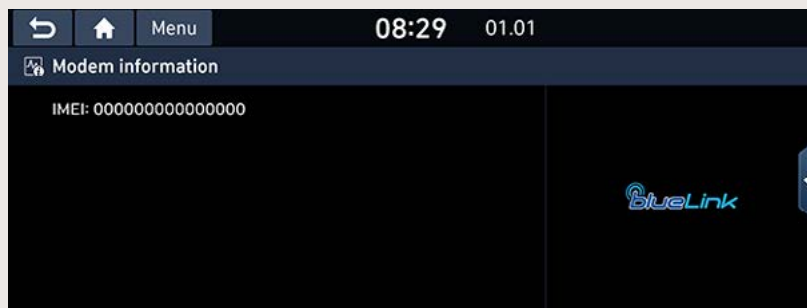 Menu
08:29 01.01
Modem information
IMEI: 000000000000000
blueLink